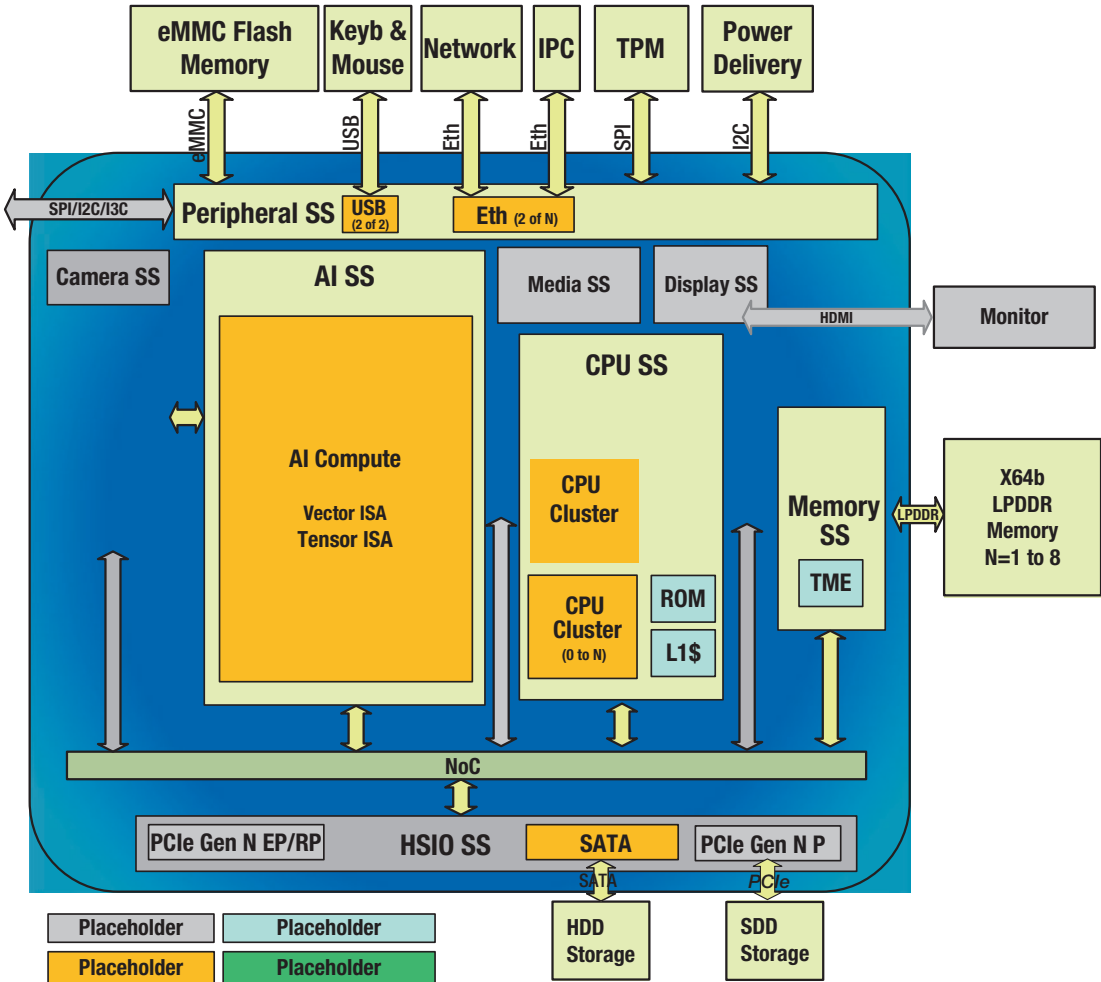 eMMC Flash
Memory
Keyb &
Mouse
Network
IPC
TPM
Power
Delivery
eMMC
USB
Eth
Eth
SPI
I2C
SPI/I2C/I3C
Peripheral SS
USB
(2 of 2)
Eth (2 of N)
Camera SS
AI SS
Media SS
Display SS
HDMI
Monitor
CPU SS
AI Compute
Vector ISA
Tensor ISA
CPU
Cluster
CPU
Cluster
(0 to N)
ROM
L1$
Memory
SS
TME
LPDDR
X64b
LPDDR
Memory
N=1 to 8
NoC
PCIe Gen N EP/RP
HSIO SS
SATA
PCIe Gen N P
SATA
PCIe
HDD
Storage
SDD
Storage
Placeholder
Placeholder
Placeholder
Placeholder